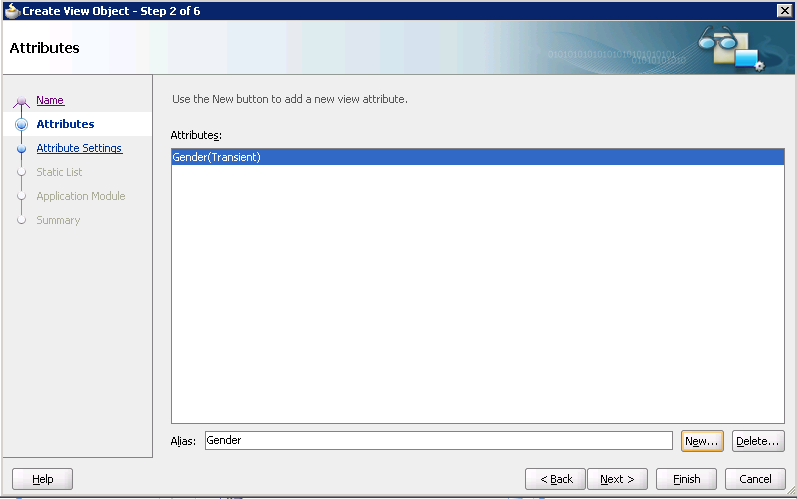 Create View Object - Step 2 of 6
Attributes
01010101010101010101010101
01010101010
Name
Attributes
Attribute Settings
Static List
Application Module
Summary
Use the New button to add a new view attribute.
Attributes:
Gender(Transient)
Alias: Gender New... Delete...
Help < Back Next > Finish Cancel